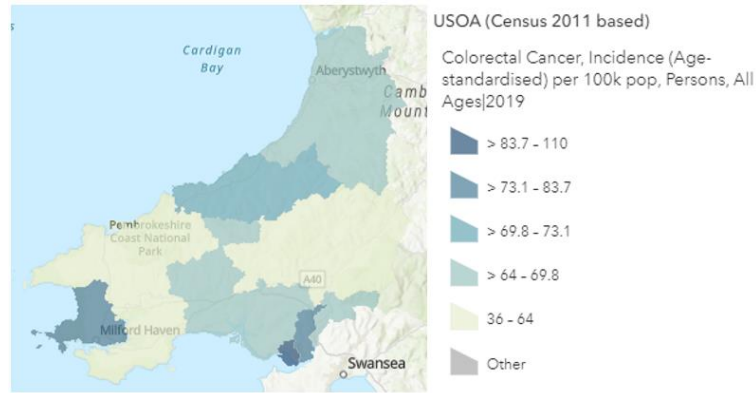 USOA (Census 2011 based)
Colorectal Cancer, Incidence (Age-
standardised) per 100k pop, Persons, All
Ages|2019
> 83.7 - 110
> 73.1 - 83.7
> 69.8 - 73.1
> 64 - 69.8
36 - 64
Other
Cardigan
Bay
Aberystwyth
Camb
Mount
Pembrokeshire
Coast National
Park
A40
Milford Haven
Swansea